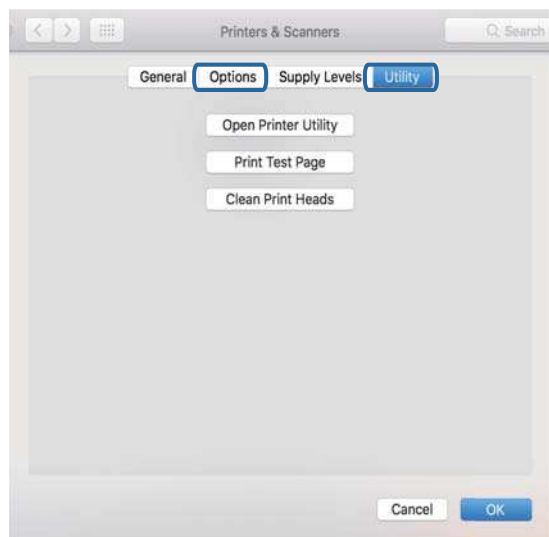 Printers & Scanners
Search
General Options Supply Levels Utility
Open Printer Utility
Print Test Page
Clean Print Heads
Cancel OK